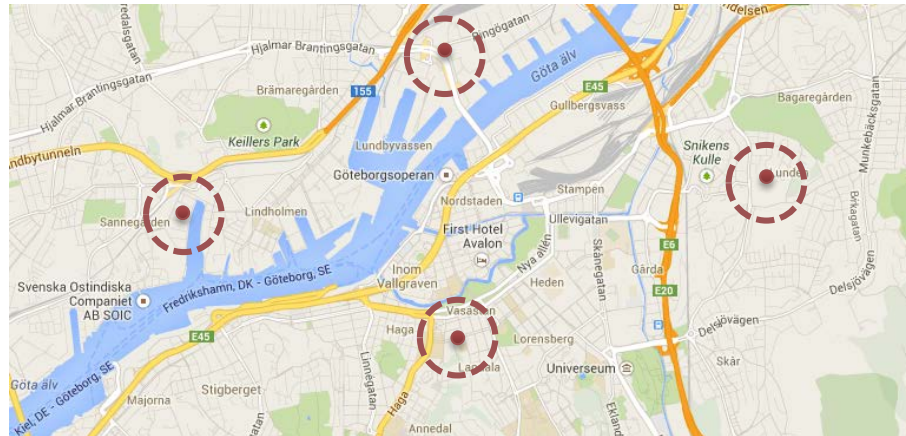 Ringögatan
Hjalmar Brantingsgatan
Hjalmar Brantingsgatan
Göta älv
155
E45
Brämaregården
Gullbergsvass
Bagaregården
Munkebäcksgatan
Keillers Park
Lundbyvassen
Snikens
Kulle
Göteborgsoperan
Lunden
Stampen
Nordstaden
Birkagatan
Sannegården
Lindholmen
Ullevigatan
First Hotel
Avalon
Nya allén
Skånegatan
E6
Delsjövägen
Inom
Vallgraven
Gårda
Heden
Fredrikshamn, DK - Göteborg, SE
Svenska Ostindiska
Companiet
AB SOIC
E20
Vasastan
Haga
Delsjövägen
E45
Lorensberg
Skår
Linnégatan
Universeum
Göta älv
Stigberget
Majorna
Haga
Kiel, DE - Göteborg, SE
Annedal